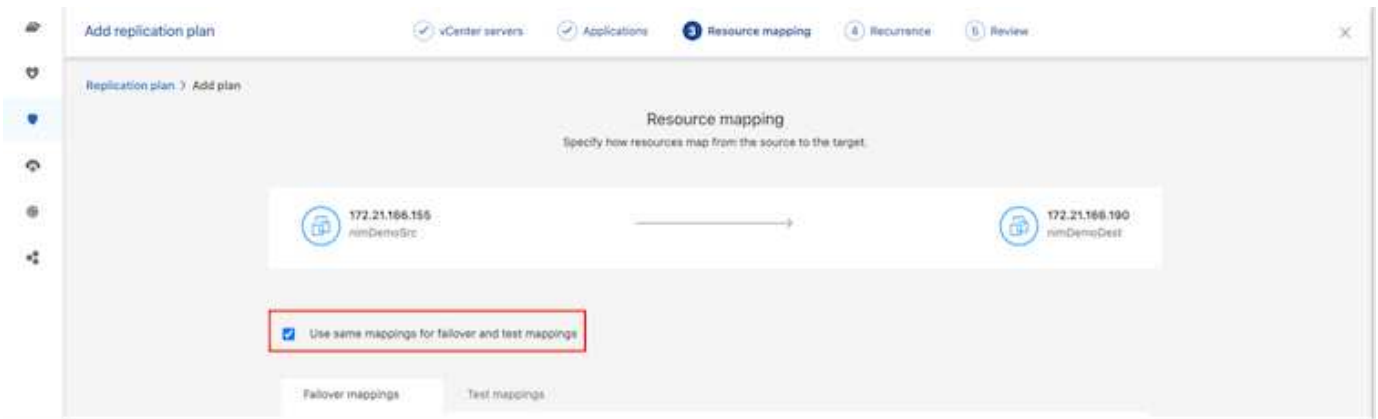 Add replication plan
vCenter servers
Applications
3 Resource mapping
4 Recurrence
5 Review
Replication plan > Add plan
Resource mapping
Specify how resources map from the source to the target.
172.21.166.155
nimDemoSrc
172.21.166.190
nimDemoDest
Use same mappings for failover and test mappings
Failover mappings
Test mappings